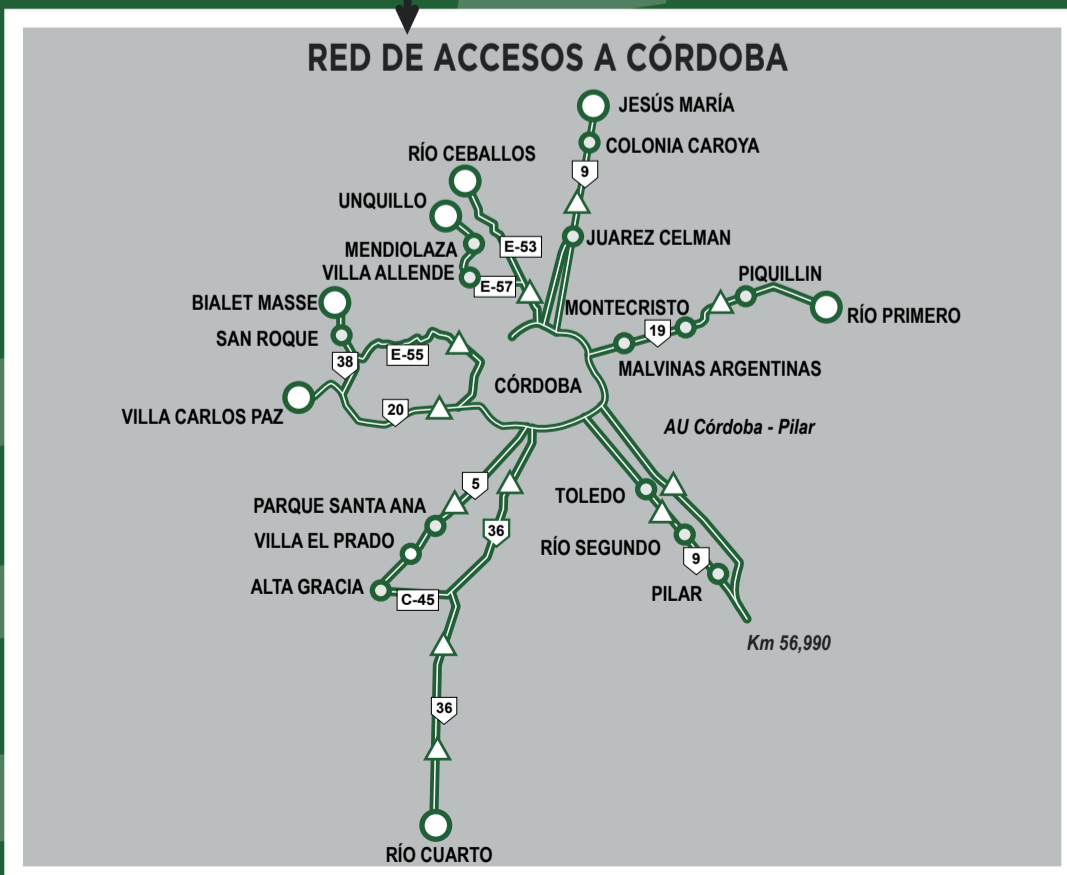 RED DE ACCESOS A CÓRDOBA
JESÚS MARÍA
COLONIA CAROYA
RÍO CEBALLOS
9
UNQUILLO
JUAREZ CELMAN
E-53
MENDIOLAZA
VILLA ALLENDE
E-57
PIQUILLIN
BIALET MASSE
MONTECRISTO
RÍO PRIMERO
SAN ROQUE
19
38
E-55
MALVINAS ARGENTINAS
CÓRDOBA
VILLA CARLOS PAZ
20
AU Córdoba - Pilar
5
TOLEDO
PARQUE SANTA ANA
36
VILLA EL PRADO
RÍO SEGUNDO
9
ALTA GRACIA
C-45
PILAR
Km 56,990
36
RÍO CUARTO